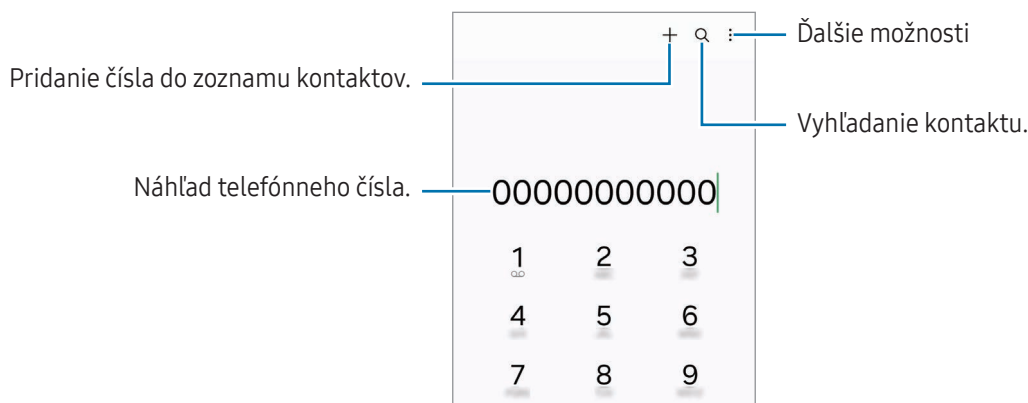 Ďalšie možnosti
Pridanie čísla do zoznamu kontaktov.
Vyhľadanie kontaktu.
Náhľad telefónneho čísla.
00000000000
1 2 3
4 5 6
7 8 9